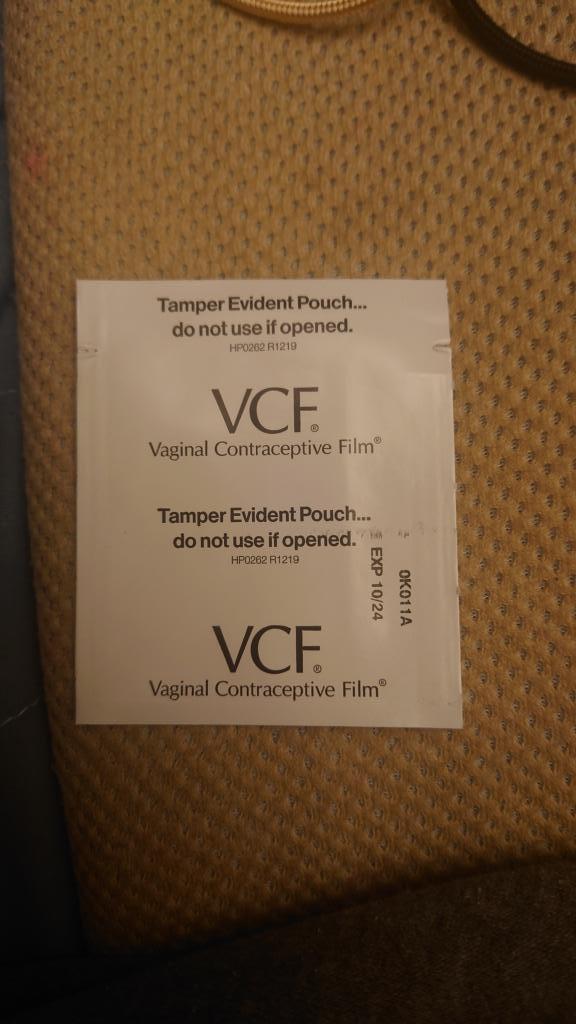 Tamper Evident Pouch...
do not use if opened.
HP0262 R1219
VCF®
Vaginal Contraceptive Film®
Tamper Evident Pouch...
do not use if opened.
HP0262 R1219
VCF®
Vaginal Contraceptive Film®
0K011A
EXP 10/24